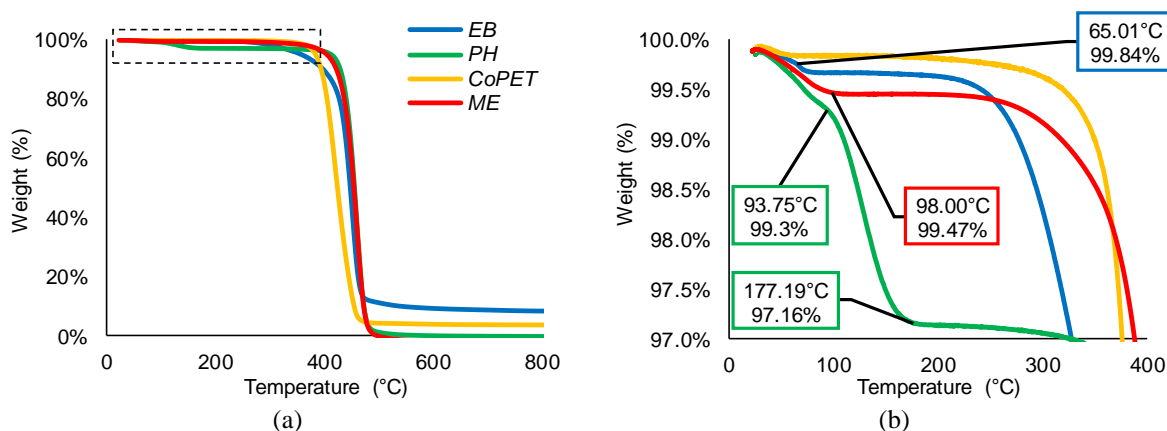 100%
80%
60%
40%
20%
0%
Weight (%)
0
200
400
600
800
Temperature (°C)
EB
PH
CoPET
ME
(a)
100.0%
99.5%
99.0%
98.5%
98.0%
97.5%
97.0%
Weight (%)
0
100
200
300
400
Temperature (°C)
65.01°C
99.84%
93.75°C
99.3%
98.00°C
99.47%
177.19°C
97.16%
(b)